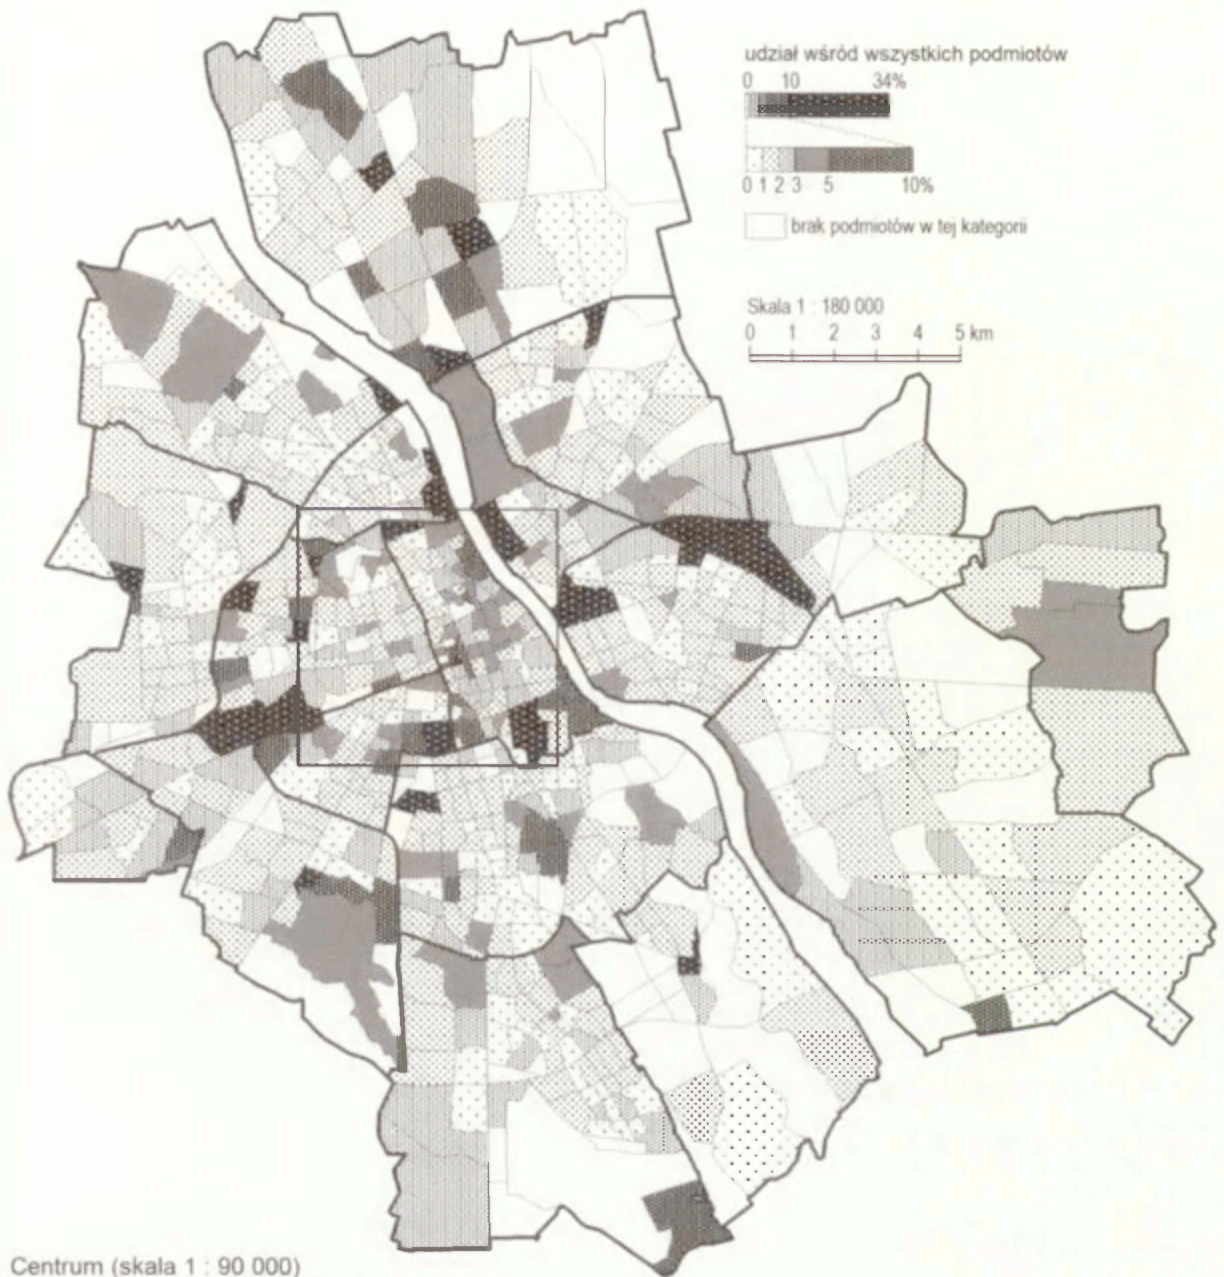 udział wśród wszystkich podmiotów
0 10 34%
0 1 2 3 5 10%
brak podmiotów w tej kategorii
Skala 1 : 180 000
0 1 2 3 4 5 km
Centrum (skala 1 : 90 000)